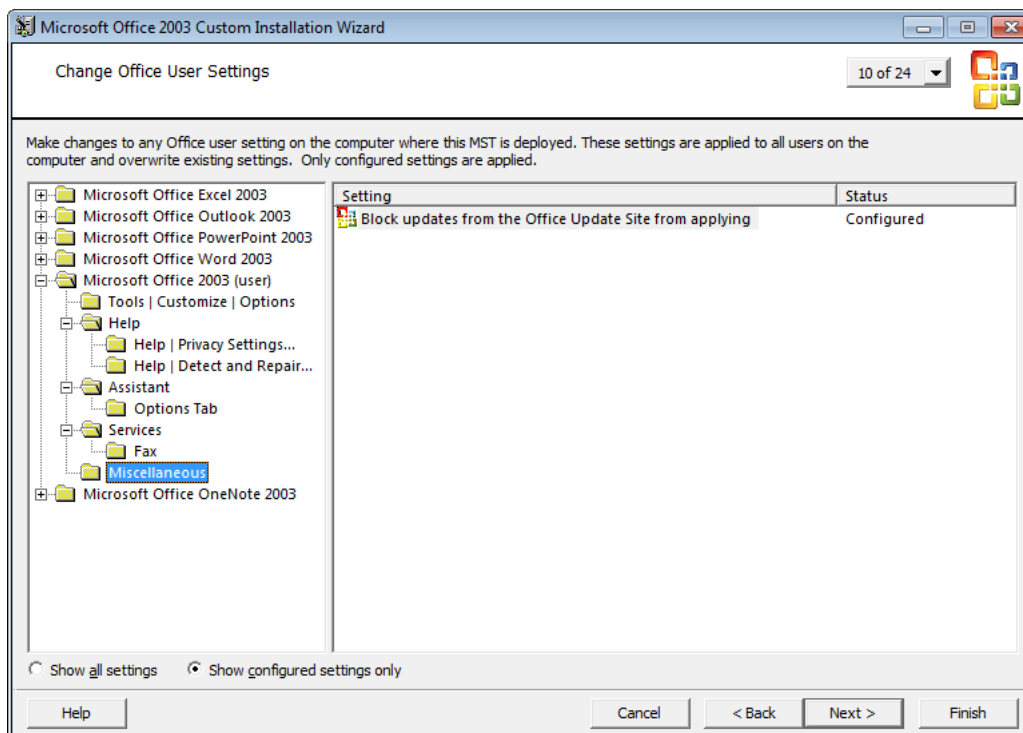 Microsoft Office 2003 Custom Installation Wizard
Change Office User Settings
10 of 24
Make changes to any Office user setting on the computer where this MST is deployed. These settings are applied to all users on the
computer and overwrite existing settings. Only configured settings are applied.
Microsoft Office Excel 2003
Microsoft Office Outlook 2003
Microsoft Office PowerPoint 2003
Microsoft Office Word 2003
Microsoft Office 2003 (user)
Tools | Customize | Options
Help
Help | Privacy Settings...
Help | Detect and Repair...
Assistant
Options Tab
Services
Fax
Miscellaneous
Microsoft Office OneNote 2003
Setting Status
Block updates from the Office Update Site from applying Configured
Show all settings Show configured settings only
Help Cancel < Back Next > Finish